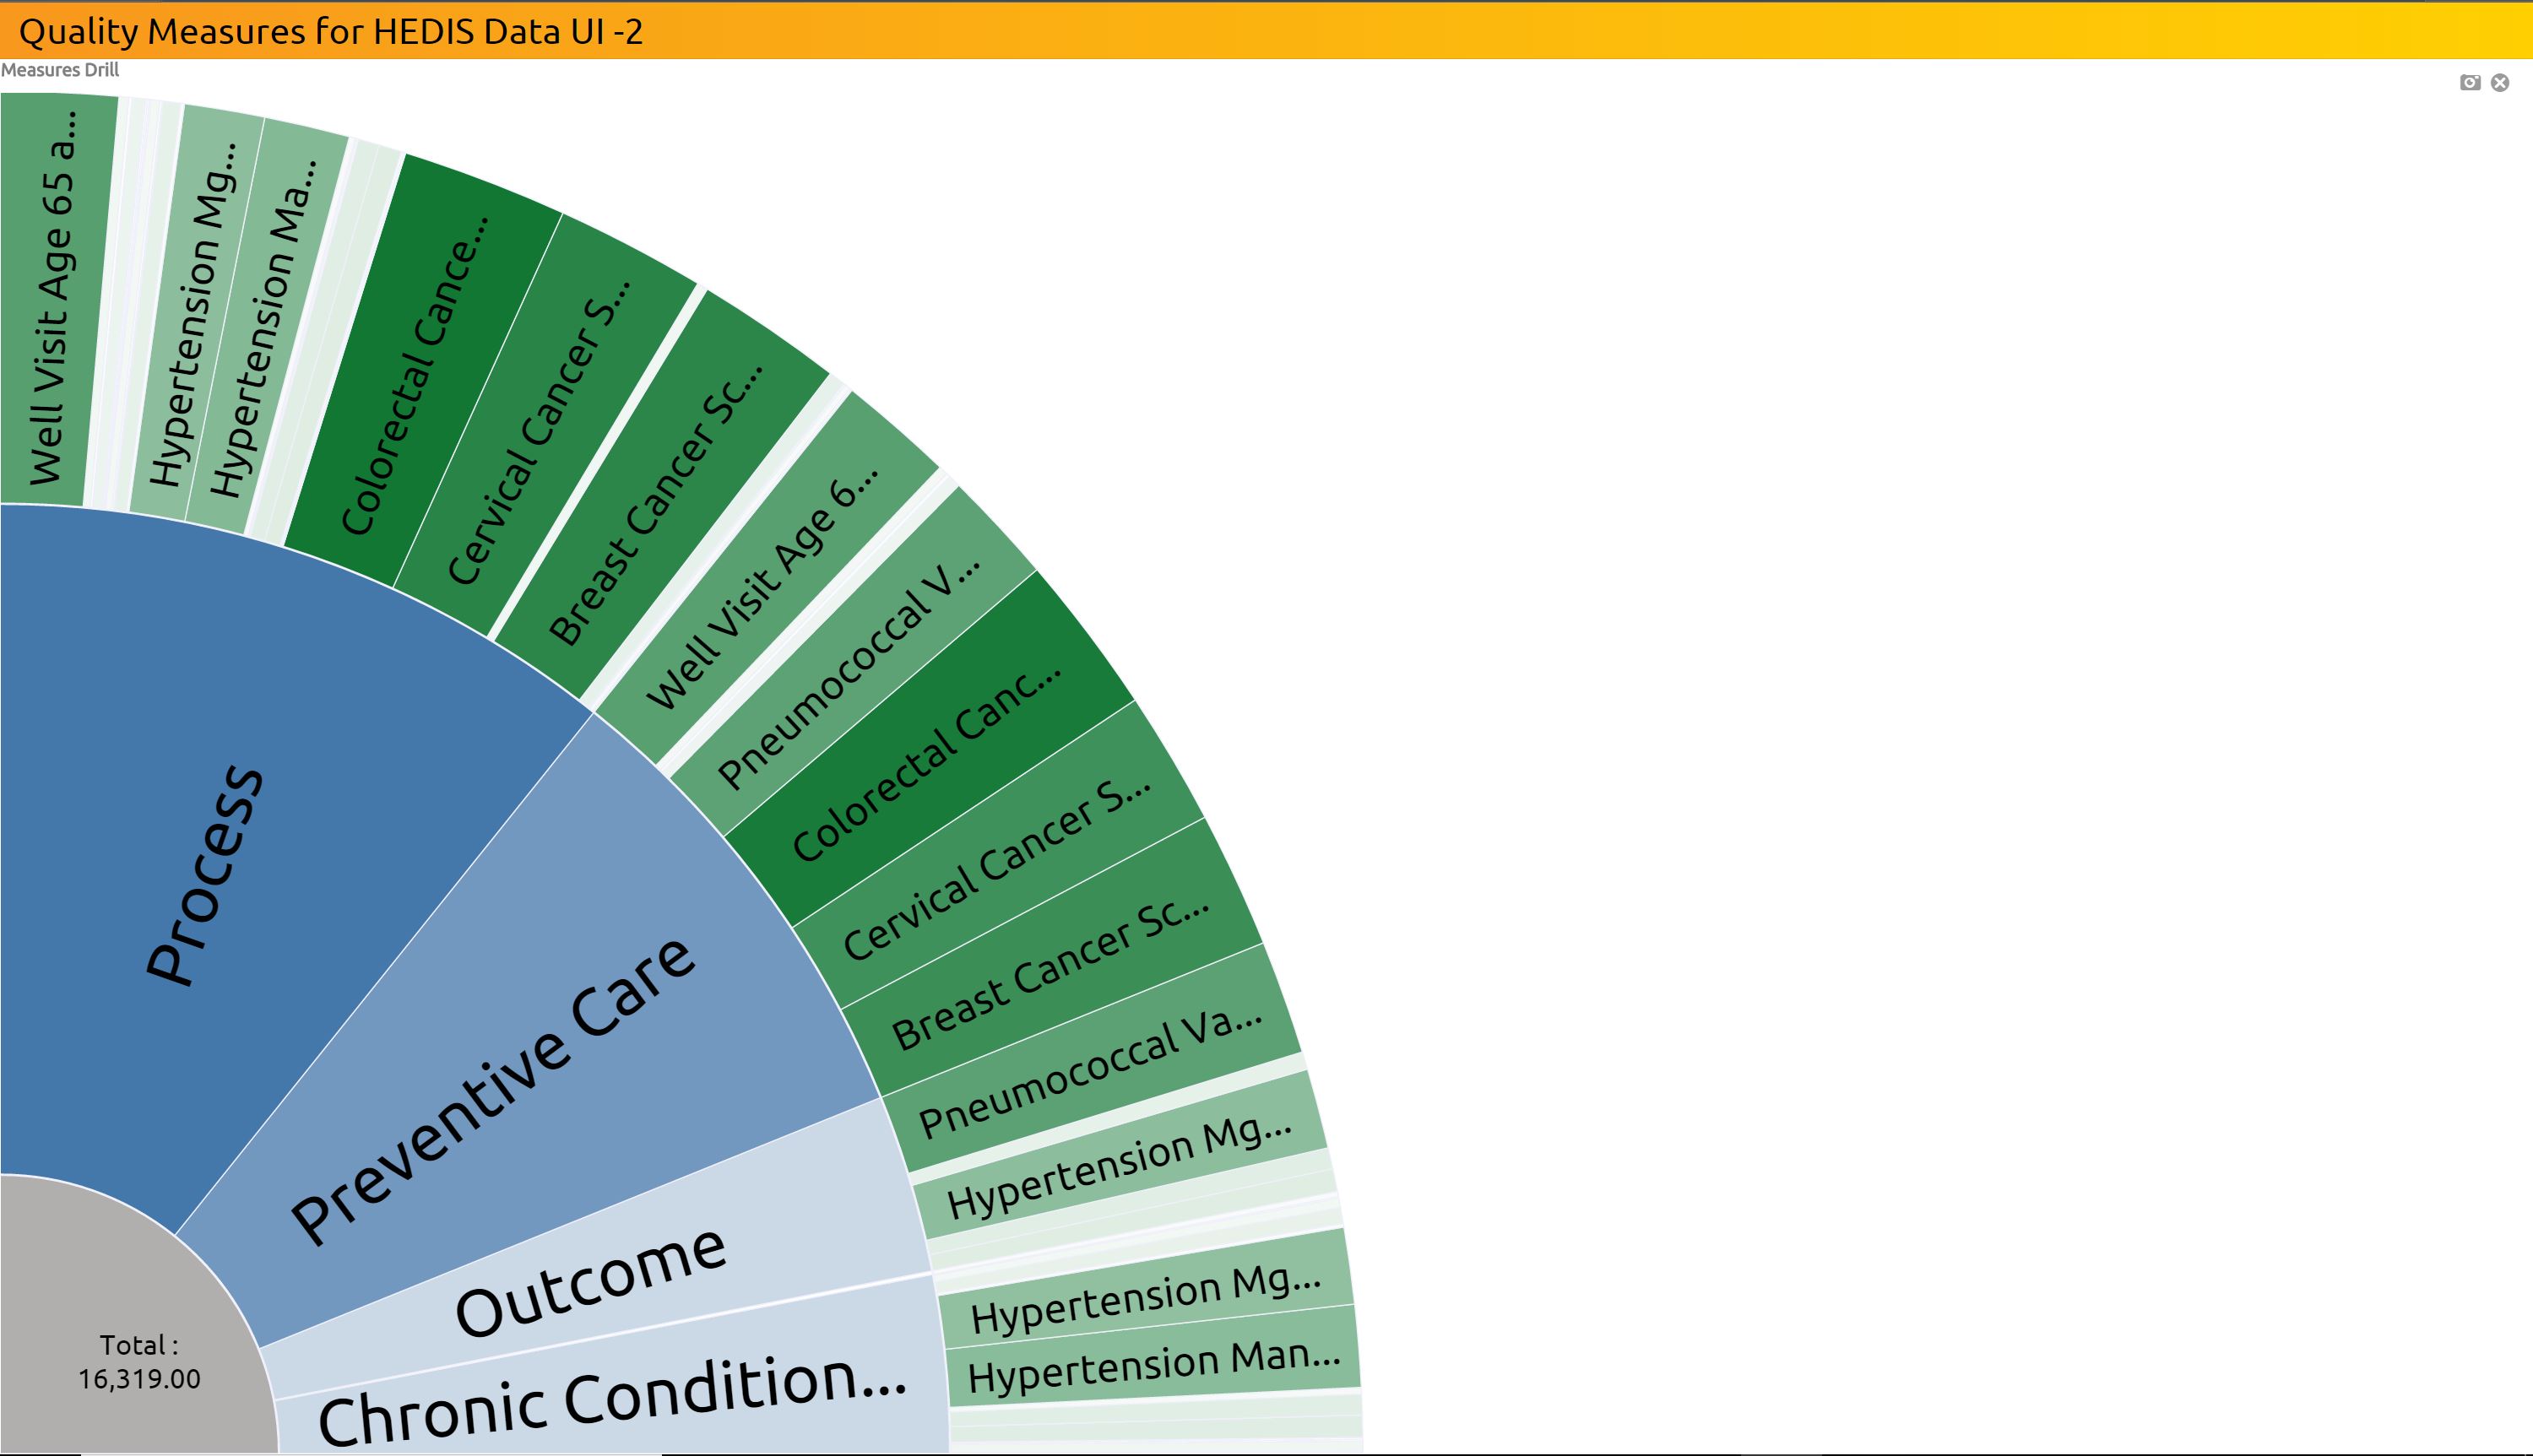 Quality Measures for HEDIS Data UI -2
Measures Drill
Well Visit Age 65 a...
Hypertension Mg...
Hypertension Ma...
Colorectal Cance...
Cervical Cancer S...
Breast Cancer Sc...
Well Visit Age 6...
Pneumococcal V...
Colorectal Canc...
Cervical Cancer S...
Breast Cancer Sc...
Pneumococcal Va...
Hypertension Mg...
Hypertension Mg...
Hypertension Man...
Process
Preventive Care
Outcome
Chronic Condition...
Total :
16,319.00